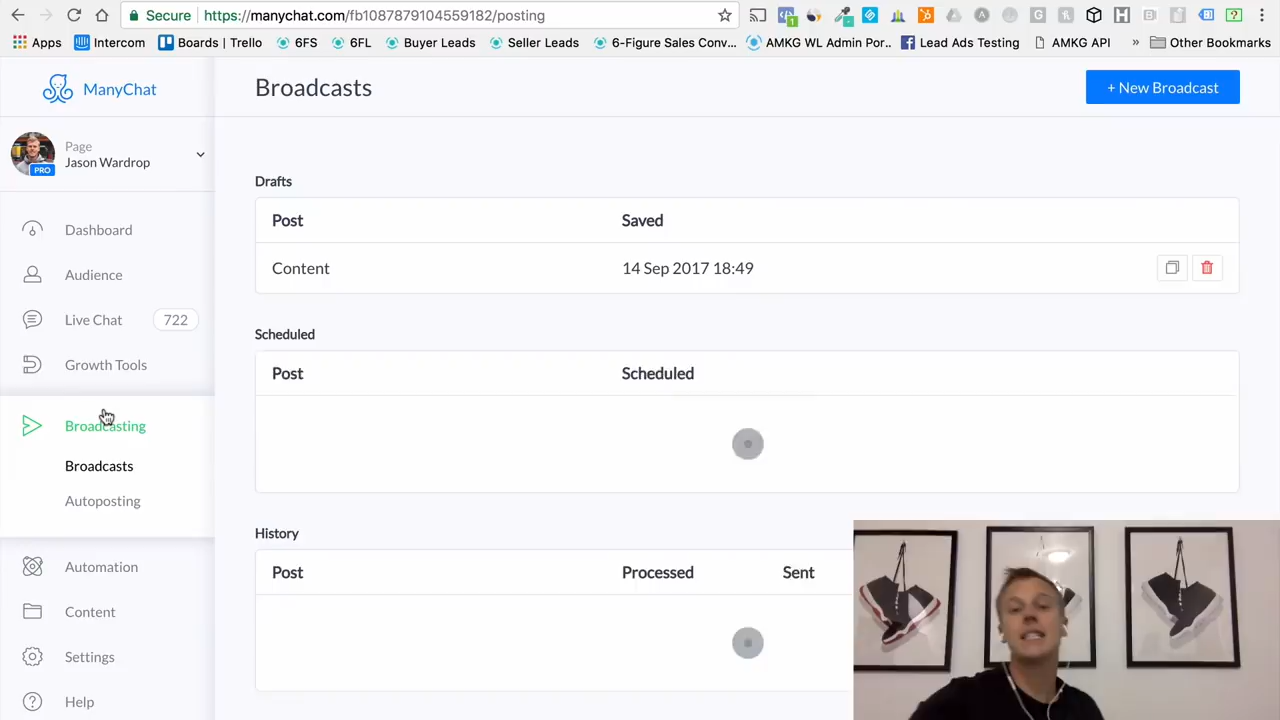 Secure https://manychat.com/fb1087879104559182/posting
Apps Intercom Boards | Trello 6FS 6FL Buyer Leads Seller Leads 6-Figure Sales Conv... AMKG WL Admin Por... Lead Ads Testing AMKG API » Other Bookmarks
ManyChat
Broadcasts
+ New Broadcast
Page
Jason Wardrop
PRO
Dashboard
Audience
Live Chat 722
Growth Tools
Broadcasting
Broadcasts
Autoposting
Automation
Content
Settings
Help
Drafts
Post Saved
Content 14 Sep 2017 18:49
Scheduled
Post Scheduled
History
Post Processed Sent